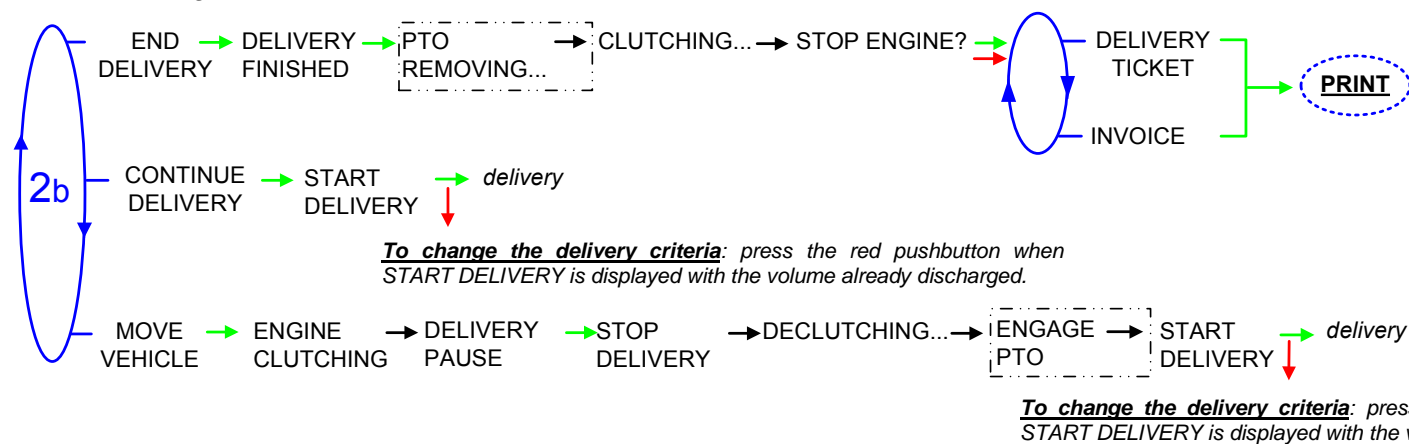 END DELIVERY
DELIVERY FINISHED
PTO REMOVING...
CLUTCHING...
STOP ENGINE?
DELIVERY TICKET
INVOICE
PRINT
2b
CONTINUE DELIVERY
START DELIVERY
delivery
To change the delivery criteria: press the red pushbutton when
START DELIVERY is displayed with the volume already discharged.
MOVE VEHICLE
ENGINE CLUTCHING
DELIVERY PAUSE
STOP DELIVERY
DECLUTCHING...
ENGAGE PTO
START DELIVERY
delivery
To change the delivery criteria: pres
START DELIVERY is displayed with the v